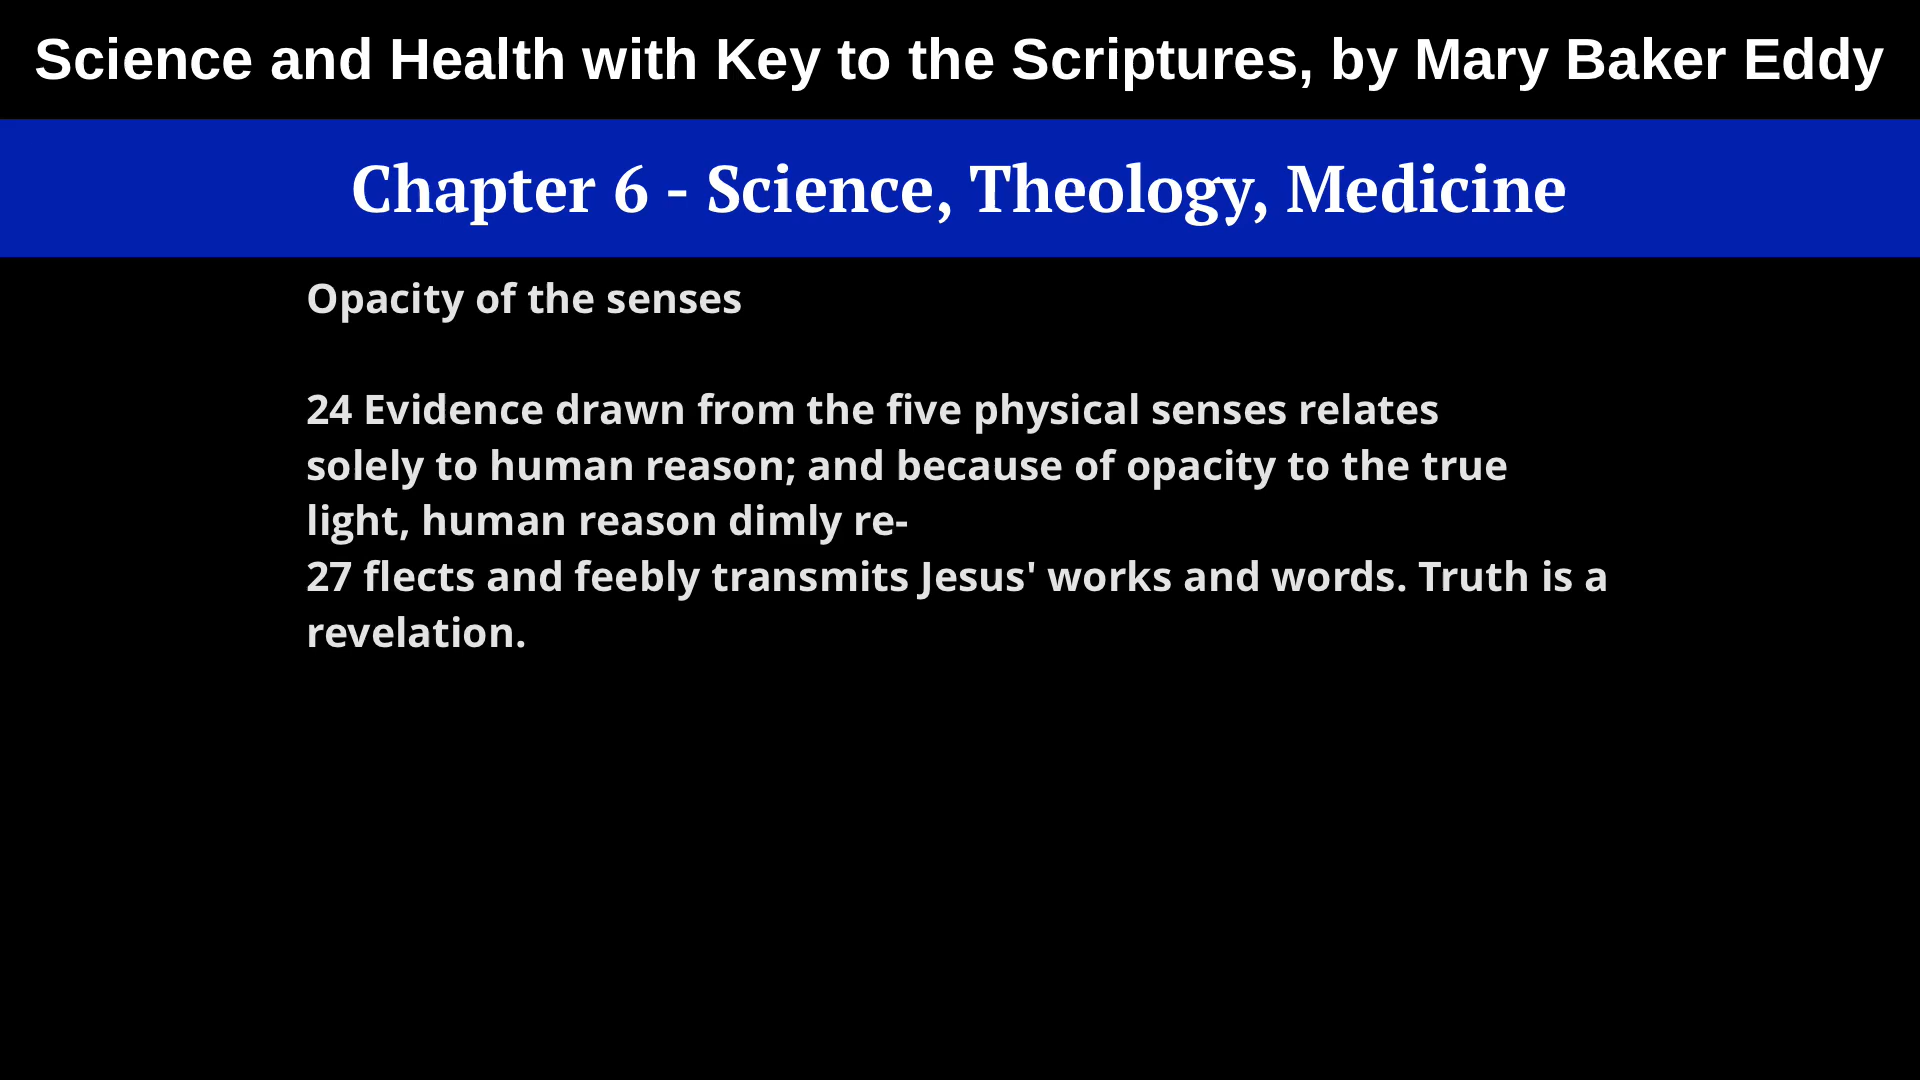 Science and Health with Key to the Scriptures, by Mary Baker Eddy
Chapter 6 - Science, Theology, Medicine
Opacity of the senses
24 Evidence drawn from the five physical senses relates
solely to human reason; and because of opacity to the true
light, human reason dimly re-
27 flects and feebly transmits Jesus' works and words. Truth is a
revelation.